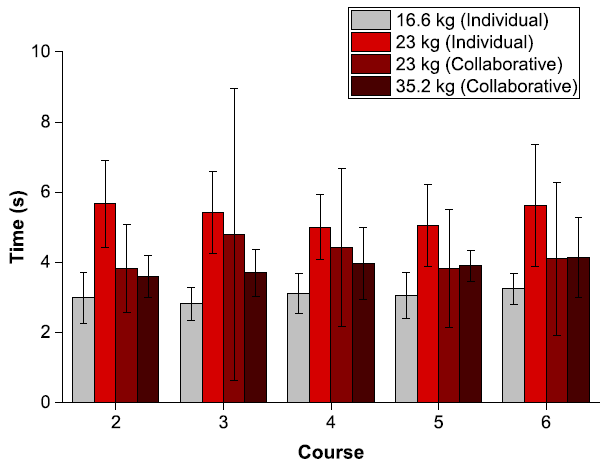 16.6 kg (Individual)
23 kg (Individual)
23 kg (Collaborative)
35.2 kg (Collaborative)
10
8
6
4
2
0
Time (s)
2 3 4 5 6
Course